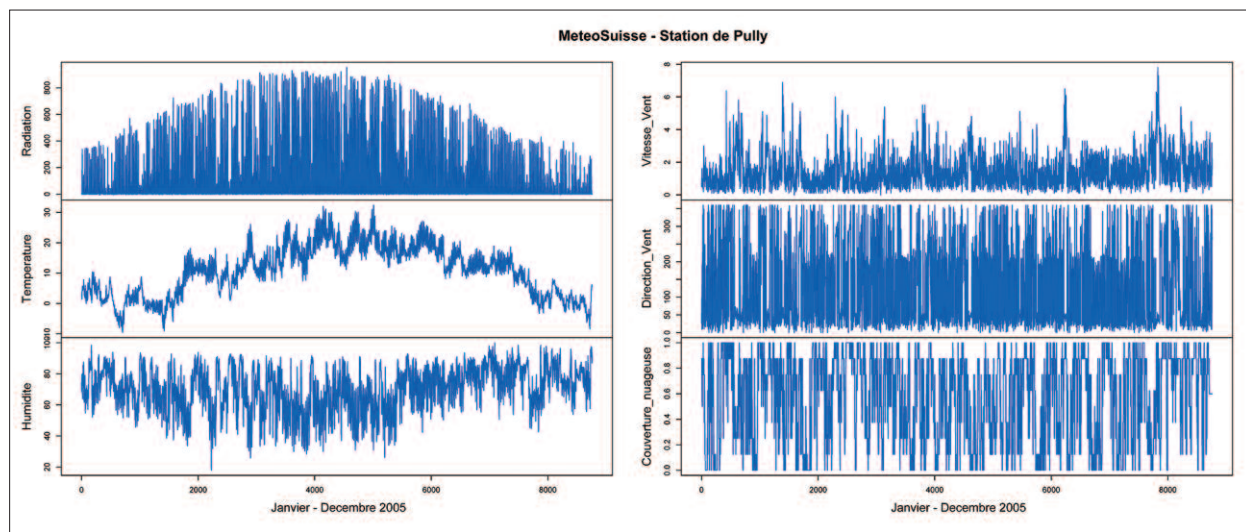 MeteoSuisse - Station de Pully
Radiation
0 200 400 600 800
Temperature
-10 0 10 20 30
Humidite
20 40 60 80 100
0 2000 4000 6000 8000
Janvier - Decembre 2005
Vitesse_Vent
0 2 4 6 8
Direction_Vent
0 50 100 200 300
Couverture_nuageuse
0.0 0.2 0.4 0.6 0.8 1.0
0 2000 4000 6000 8000
Janvier - Decembre 2005